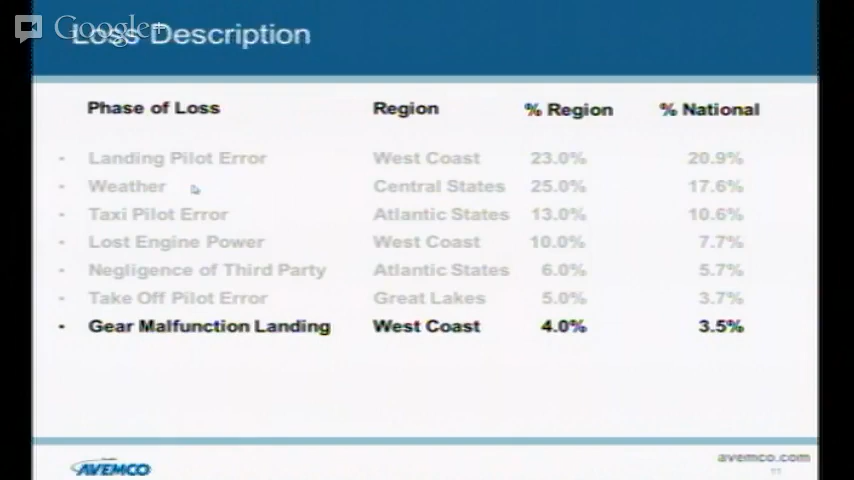 Google+
Loss Description
Phase of Loss Region % Region % National
• Landing Pilot Error West Coast 23.0% 20.9%
• Weather Central States 25.0% 17.6%
• Taxi Pilot Error Atlantic States 13.0% 10.6%
• Lost Engine Power West Coast 10.0% 7.7%
• Negligence of Third Party Atlantic States 6.0% 5.7%
• Take Off Pilot Error Great Lakes 5.0% 3.7%
• Gear Malfunction Landing West Coast 4.0% 3.5%
AVEMCO
avemco.com